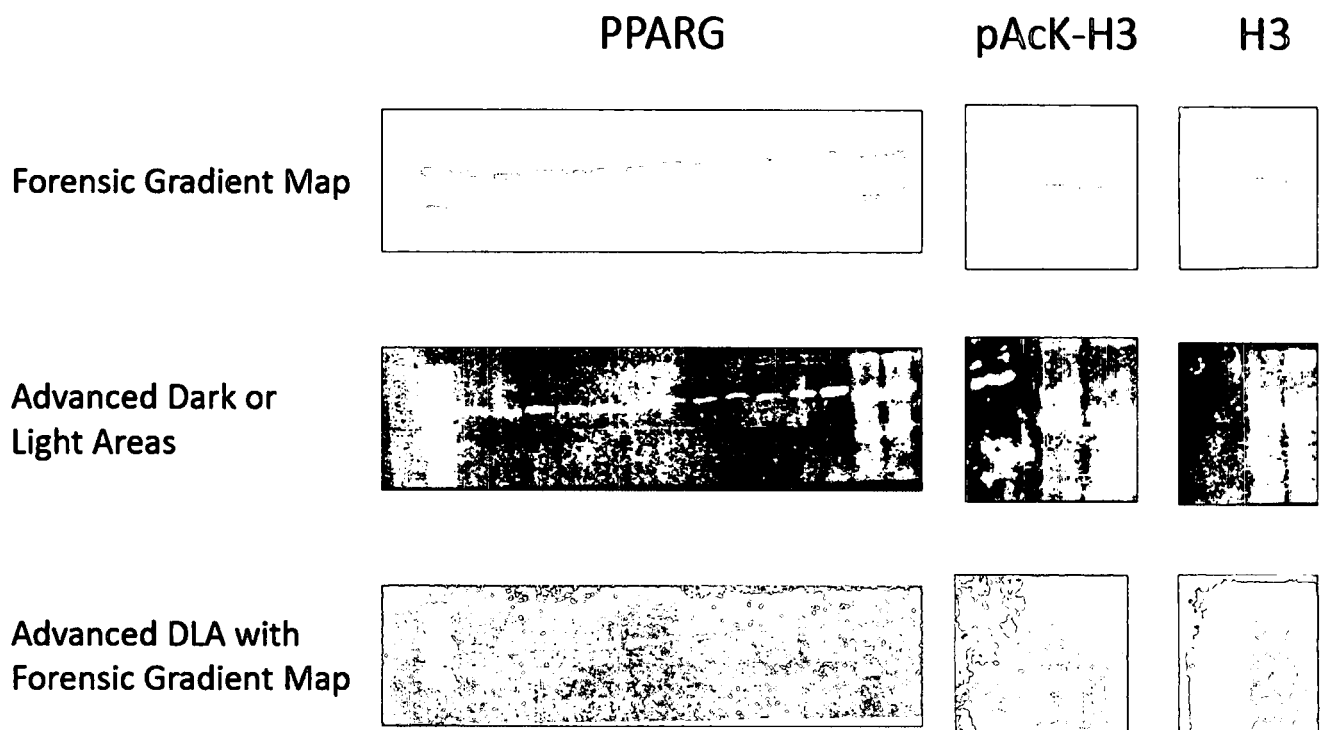 PPARG pAcK-H3 H3
Forensic Gradient Map
Advanced Dark or
Light Areas
Advanced DLA with
Forensic Gradient Map